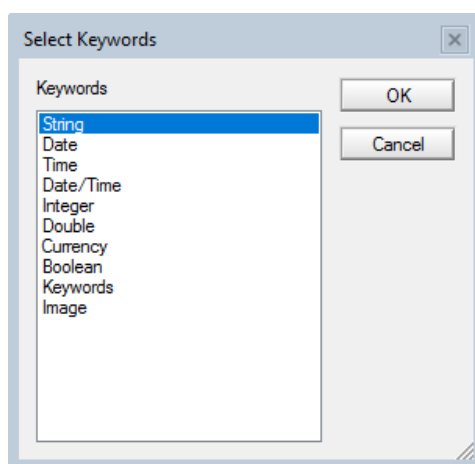 Select Keywords
Keywords
OK
String
Cancel
Date
Time
Date/Time
Integer
Double
Currency
Boolean
Keywords
Image